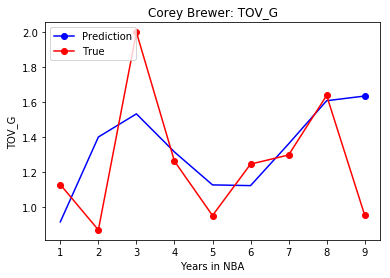 Corey Brewer: TOV_G
Prediction
True
TOV_G
2.0
1.8
1.6
1.4
1.2
1.0
1 2 3 4 5 6 7 8 9
Years in NBA